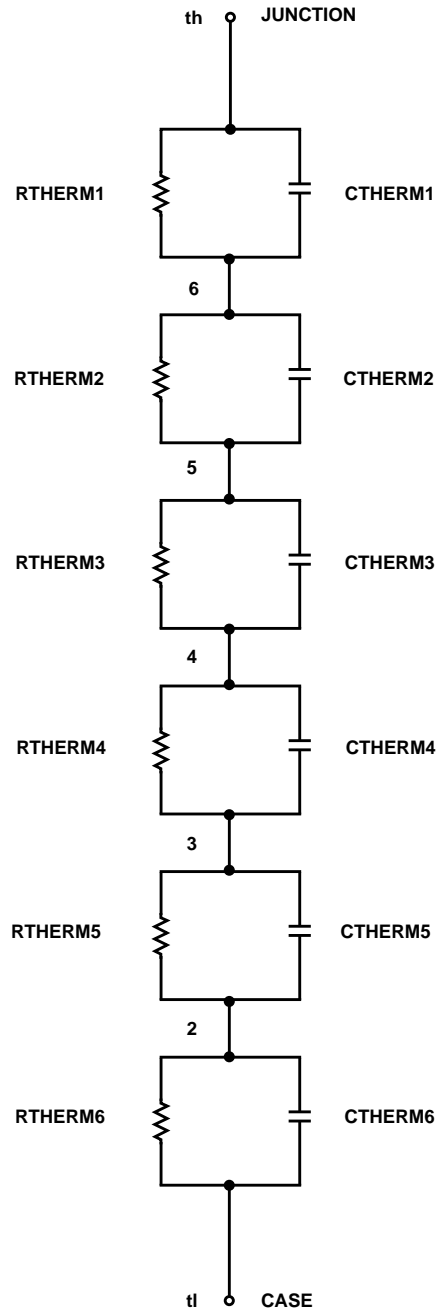 th JUNCTION
RTHERM1 CTHERM1
6
RTHERM2 CTHERM2
5
RTHERM3 CTHERM3
4
RTHERM4 CTHERM4
3
RTHERM5 CTHERM5
2
RTHERM6 CTHERM6
tl CASE